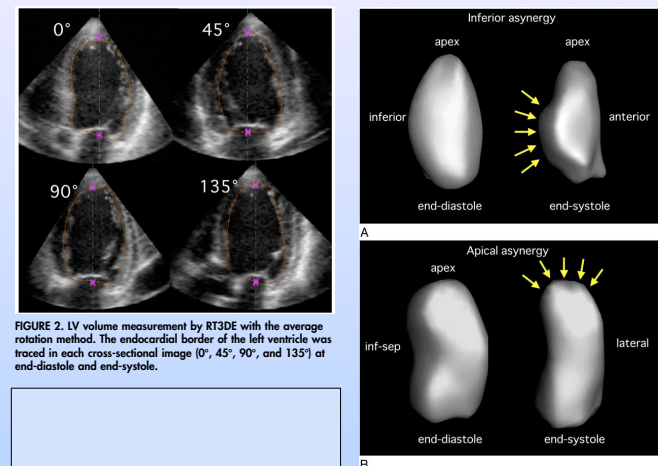 0°
45°
90°
135°
FIGURE 2. LV volume measurement by RT3DE with the average
rotation method. The endocardial border of the left ventricle was
traced in each cross-sectional image (0°, 45°, 90°, and 135°) at
end-diastole and end-systole.
Inferior asynergy
apex
apex
inferior
anterior
end-diastole
end-systole
A
Apical asynergy
apex
inf-sep
lateral
end-diastole
end-systole
B